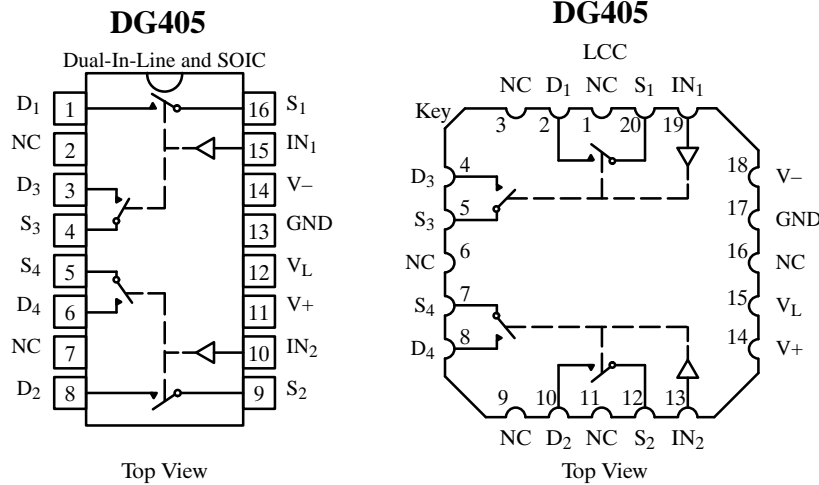 DG405
Dual-In-Line and SOIC
D1 1 16 S1
NC 2 15 IN1
D3 3 14 V–
S3 4 13 GND
S4 5 12 VL
D4 6 11 V+
NC 7 10 IN2
D2 8 9 S2
Top View
DG405
LCC
NC D1 NC S1 IN1
Key
3 2 1 20 19
D3 4 18 V–
S3 5 17 GND
NC 6 16 NC
S4 7 15 VL
D4 8 14 V+
9 10 11 12 13
NC D2 NC S2 IN2
Top View